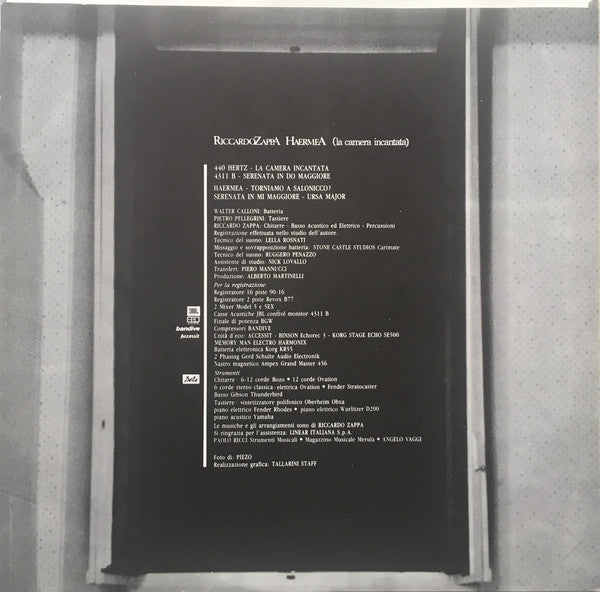 RICCARDOZAPPA HAERMEA (la camera incantata)
440 HERTZ - LA CAMERA INCANTATA
4311 B - SERENATA IN DO MAGGIORE
HAERMEA - TORNIAMO A SALONICCO?
SERENATA IN MI MAGGIORE - URSA MAJOR
WALTER CALLONI: Batteria
PIETRO PELLEGRINI: Tastiere
RICCARDO ZAPPA: Chitarre - Basso Acustico ed Elettrico - Percussioni
Registrazione effettuata nello studio dell'autore.
Tecnico del suono: LELLA ROSNATI
Missaggio e sovrapposizione batteria: STONE CASTLE STUDIOS Carimate
Tecnico del suono: RUGGERO PENAZZO
Assistente di studio: NICK LOVALLO
Transfert: PIERO MANNUCCI
Produzione: ALBERTO MARTINELLI
Per la registrazione:
Registratore 16 piste 90-16
Registratore 2 piste Revox B77
2 Mixer Model 5 e 5EX
JBL Casse Acustiche JBL control monitor 4311 B
Finale di potenza BGW
bandive Compressori BANDIVE
Accessit Unità d'eco: ACCESSIT - BINSON Echorec 3 - KORG STAGE ECHO SE500
MEMORY MAN ELECTRO HARMONIX
Batteria elettronica Korg KR55
2 Phasing Gerd Schulte Audio Electronik
Nastro magnetico Ampex Grand Master 456
Strumenti
Chitarre: 6-12 corde Bozo • 12 corde Ovation
6 corde stereo classica-elettrica Ovation • Fender Stratocaster
Basso Gibson Thunderbird
Tastiere: sintetizzatore polifonico Oberheim Obxa
piano elettrico Fender Rhodes • piano elettrico Wurlitzer D200
piano acustico Yamaha
Le musiche e gli arrangiamenti sono di RICCARDO ZAPPA
Si ringrazia per l'assistenza: LINEAR ITALIANA S.p.A.
PAOLO RICCI Strumenti Musicali • Magazzino Musicale Merula • ANGELO VAGGI
Foto di: PIEZO
Realizzazione grafica: TALLARINI STAFF